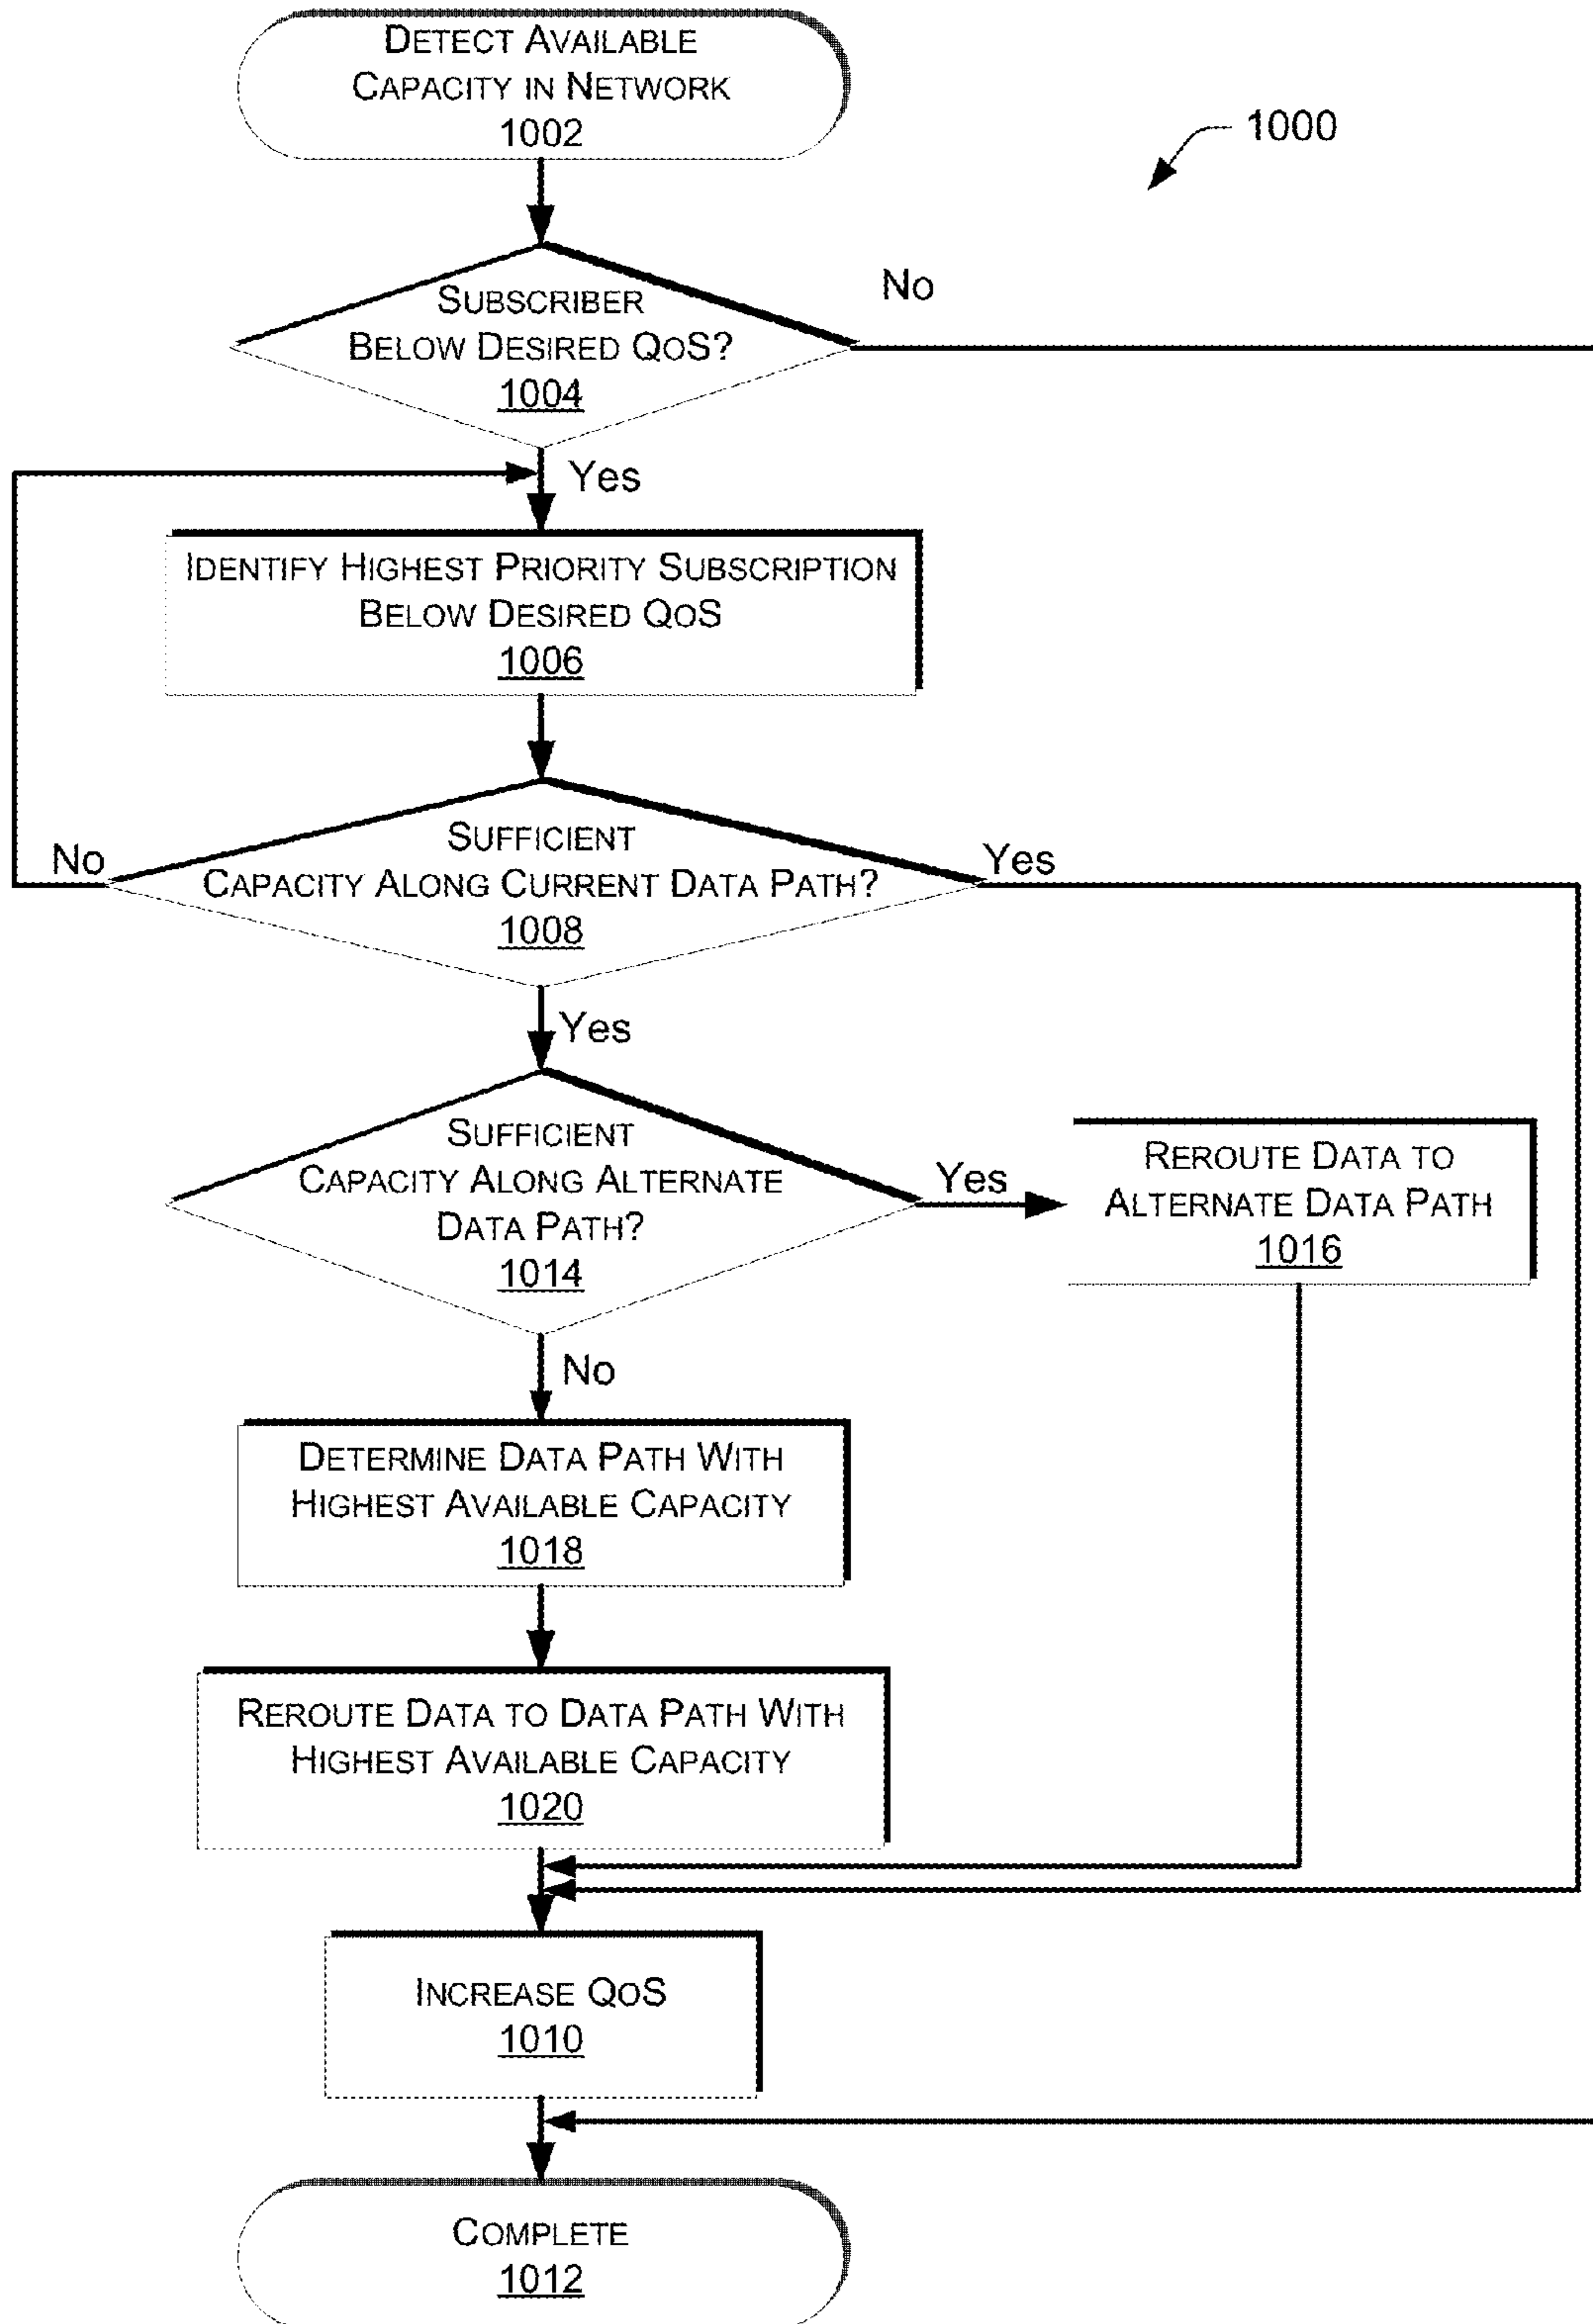 DETECT AVAILABLE
CAPACITY IN NETWORK
1002
1000
No
SUBSCRIBER
BELOW DESIRED QOS?
1004
Yes
IDENTIFY HIGHEST PRIORITY SUBSCRIPTION
BELOW DESIRED QOS
1006
No
SUFFICIENT
CAPACITY ALONG CURRENT DATA PATH?
1008
Yes
Yes
SUFFICIENT
CAPACITY ALONG ALTERNATE
DATA PATH?
1014
Yes
REROUTE DATA TO
ALTERNATE DATA PATH
1016
No
DETERMINE DATA PATH WITH
HIGHEST AVAILABLE CAPACITY
1018
REROUTE DATA TO DATA PATH WITH
HIGHEST AVAILABLE CAPACITY
1020
INCREASE QOS
1010
COMPLETE
1012